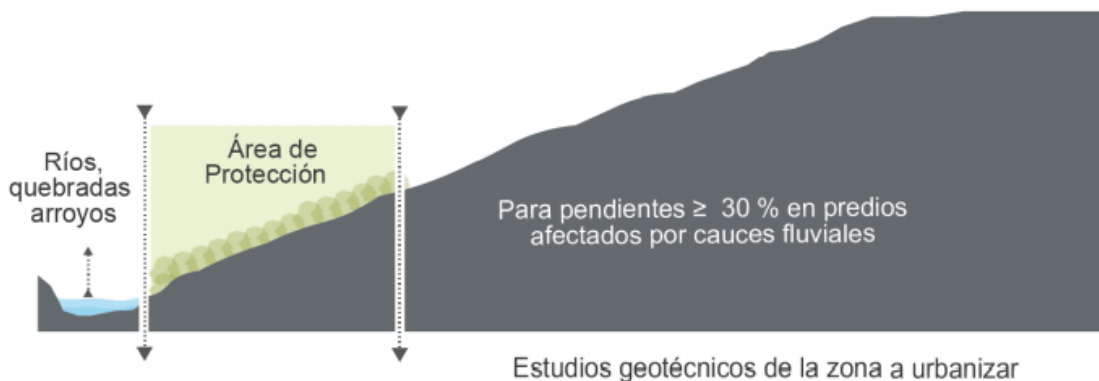 Ríos,
quebradas
arroyos
Área de
Protección
Para pendientes ≥ 30 % en predios
afectados por cauces fluviales
Estudios geotécnicos de la zona a urbanizar